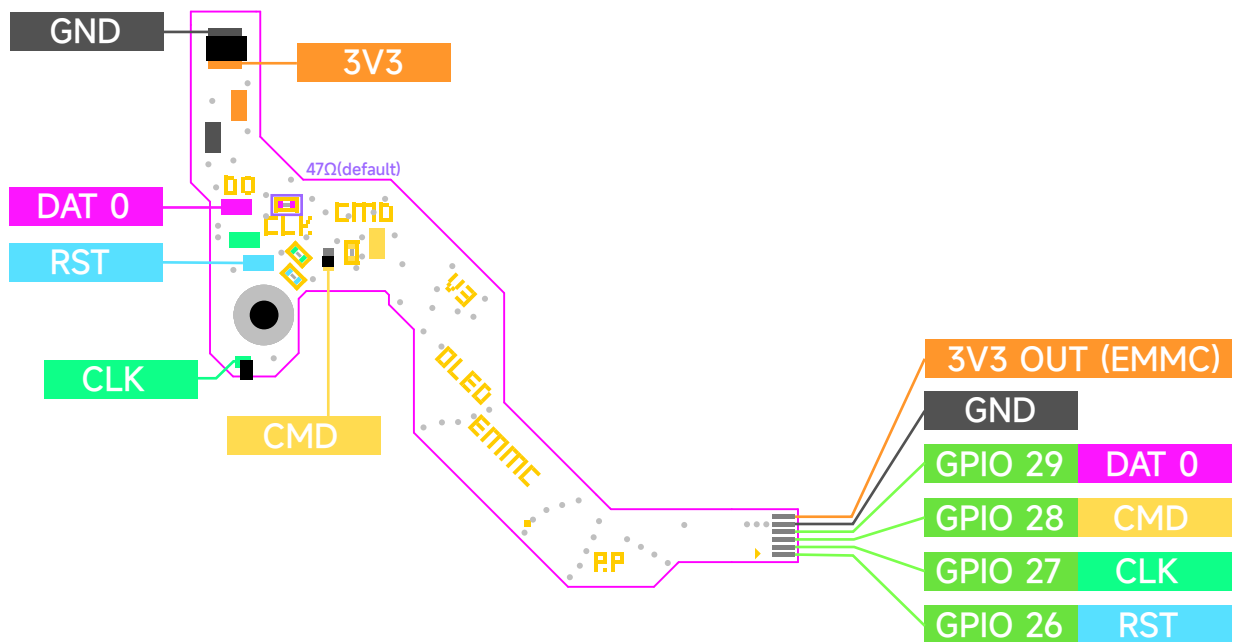 GND
3V3
47Ω(default)
D0
DAT 0
CLK
CMD
RST
V3
CLK
OLED
3V3 OUT (EMMC)
CMD
GND
EMMC
GPIO 29 DAT 0
GPIO 28 CMD
P.P
GPIO 27 CLK
GPIO 26 RST